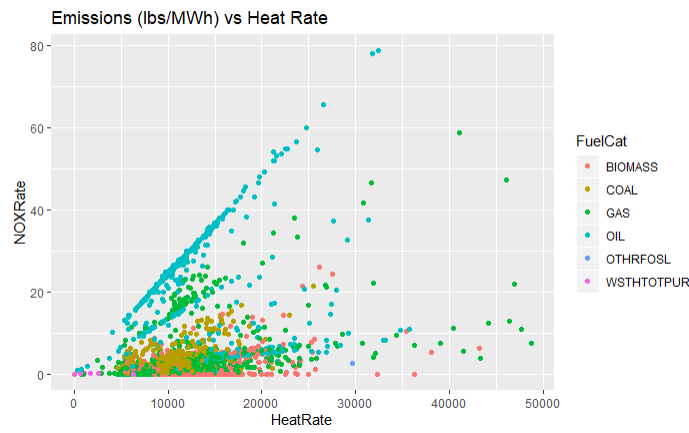 Emissions (lbs/MWh) vs Heat Rate
80
60
40
20
0
NOXRate
0
10000
20000
30000
40000
50000
HeatRate
FuelCat
BIOMASS
COAL
GAS
OIL
OTHRFOSL
WSTHTOTPUR